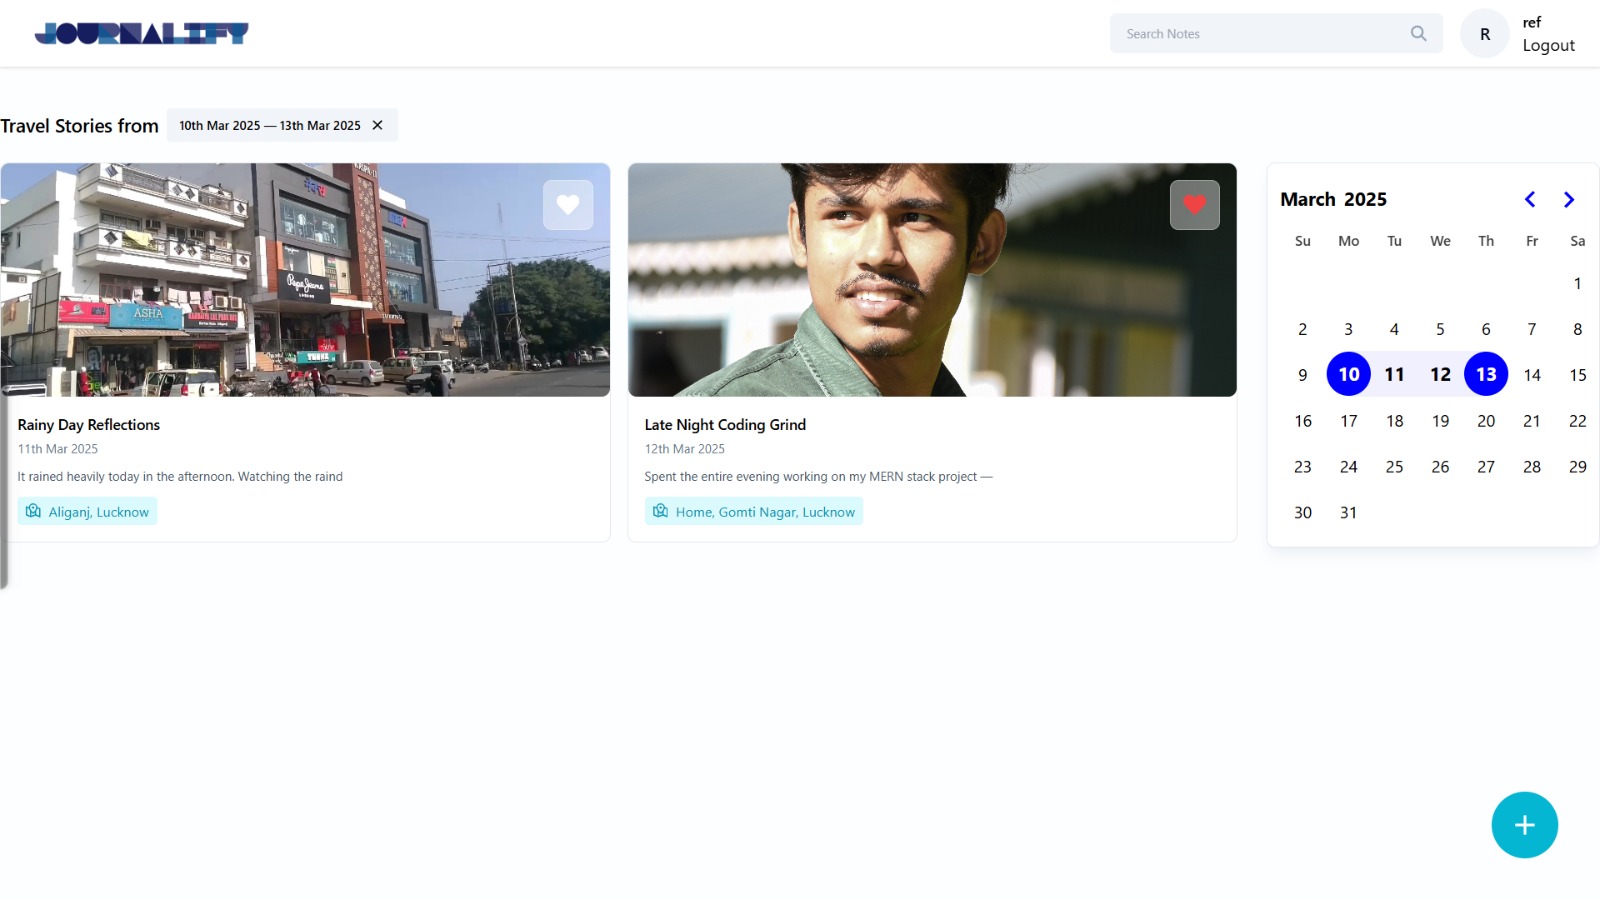 JOURNALIFY
Search Notes
R
ref
Logout
Travel Stories from
10th Mar 2025 — 13th Mar 2025
ASHA
Pepe Jeans
LONDON
Rainy Day Reflections
11th Mar 2025
It rained heavily today in the afternoon. Watching the raind
Aliganj, Lucknow
Late Night Coding Grind
12th Mar 2025
Spent the entire evening working on my MERN stack project —
Home, Gomti Nagar, Lucknow
March 2025
Su Mo Tu We Th Fr Sa
1
2 3 4 5 6 7 8
9 10 11 12 13 14 15
16 17 18 19 20 21 22
23 24 25 26 27 28 29
30 31